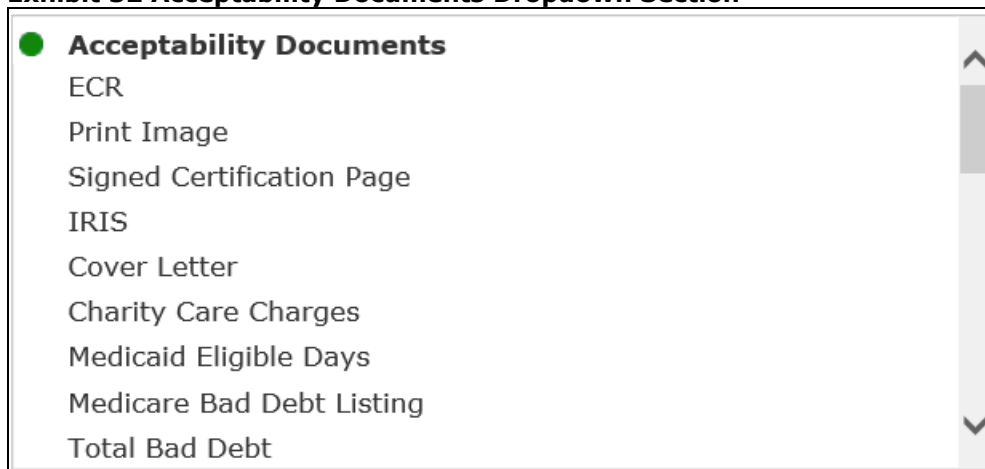 Exhibit 32 Acceptability Documents Dropdown Section
Acceptability Documents
ECR
Print Image
Signed Certification Page
IRIS
Cover Letter
Charity Care Charges
Medicaid Eligible Days
Medicare Bad Debt Listing
Total Bad Debt